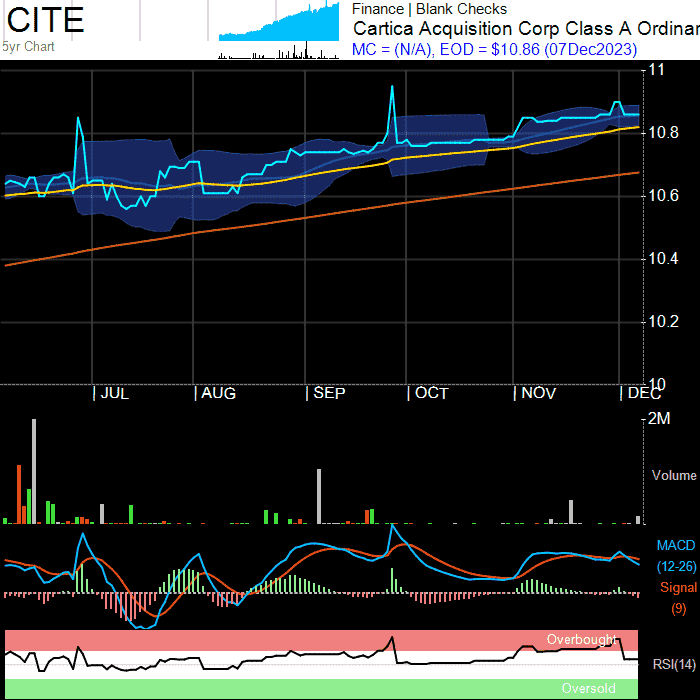 CITE
5yr Chart
Finance | Blank Checks
Cartica Acquisition Corp Class A Ordinar
MC = (N/A), EOD = $10.86 (07Dec2023)
11
10.8
10.6
10.4
10.2
10
JUL
AUG
SEP
OCT
NOV
DEC
2M
Volume
MACD
(12-26)
Signal
(9)
Overbought
RSI(14)
Oversold